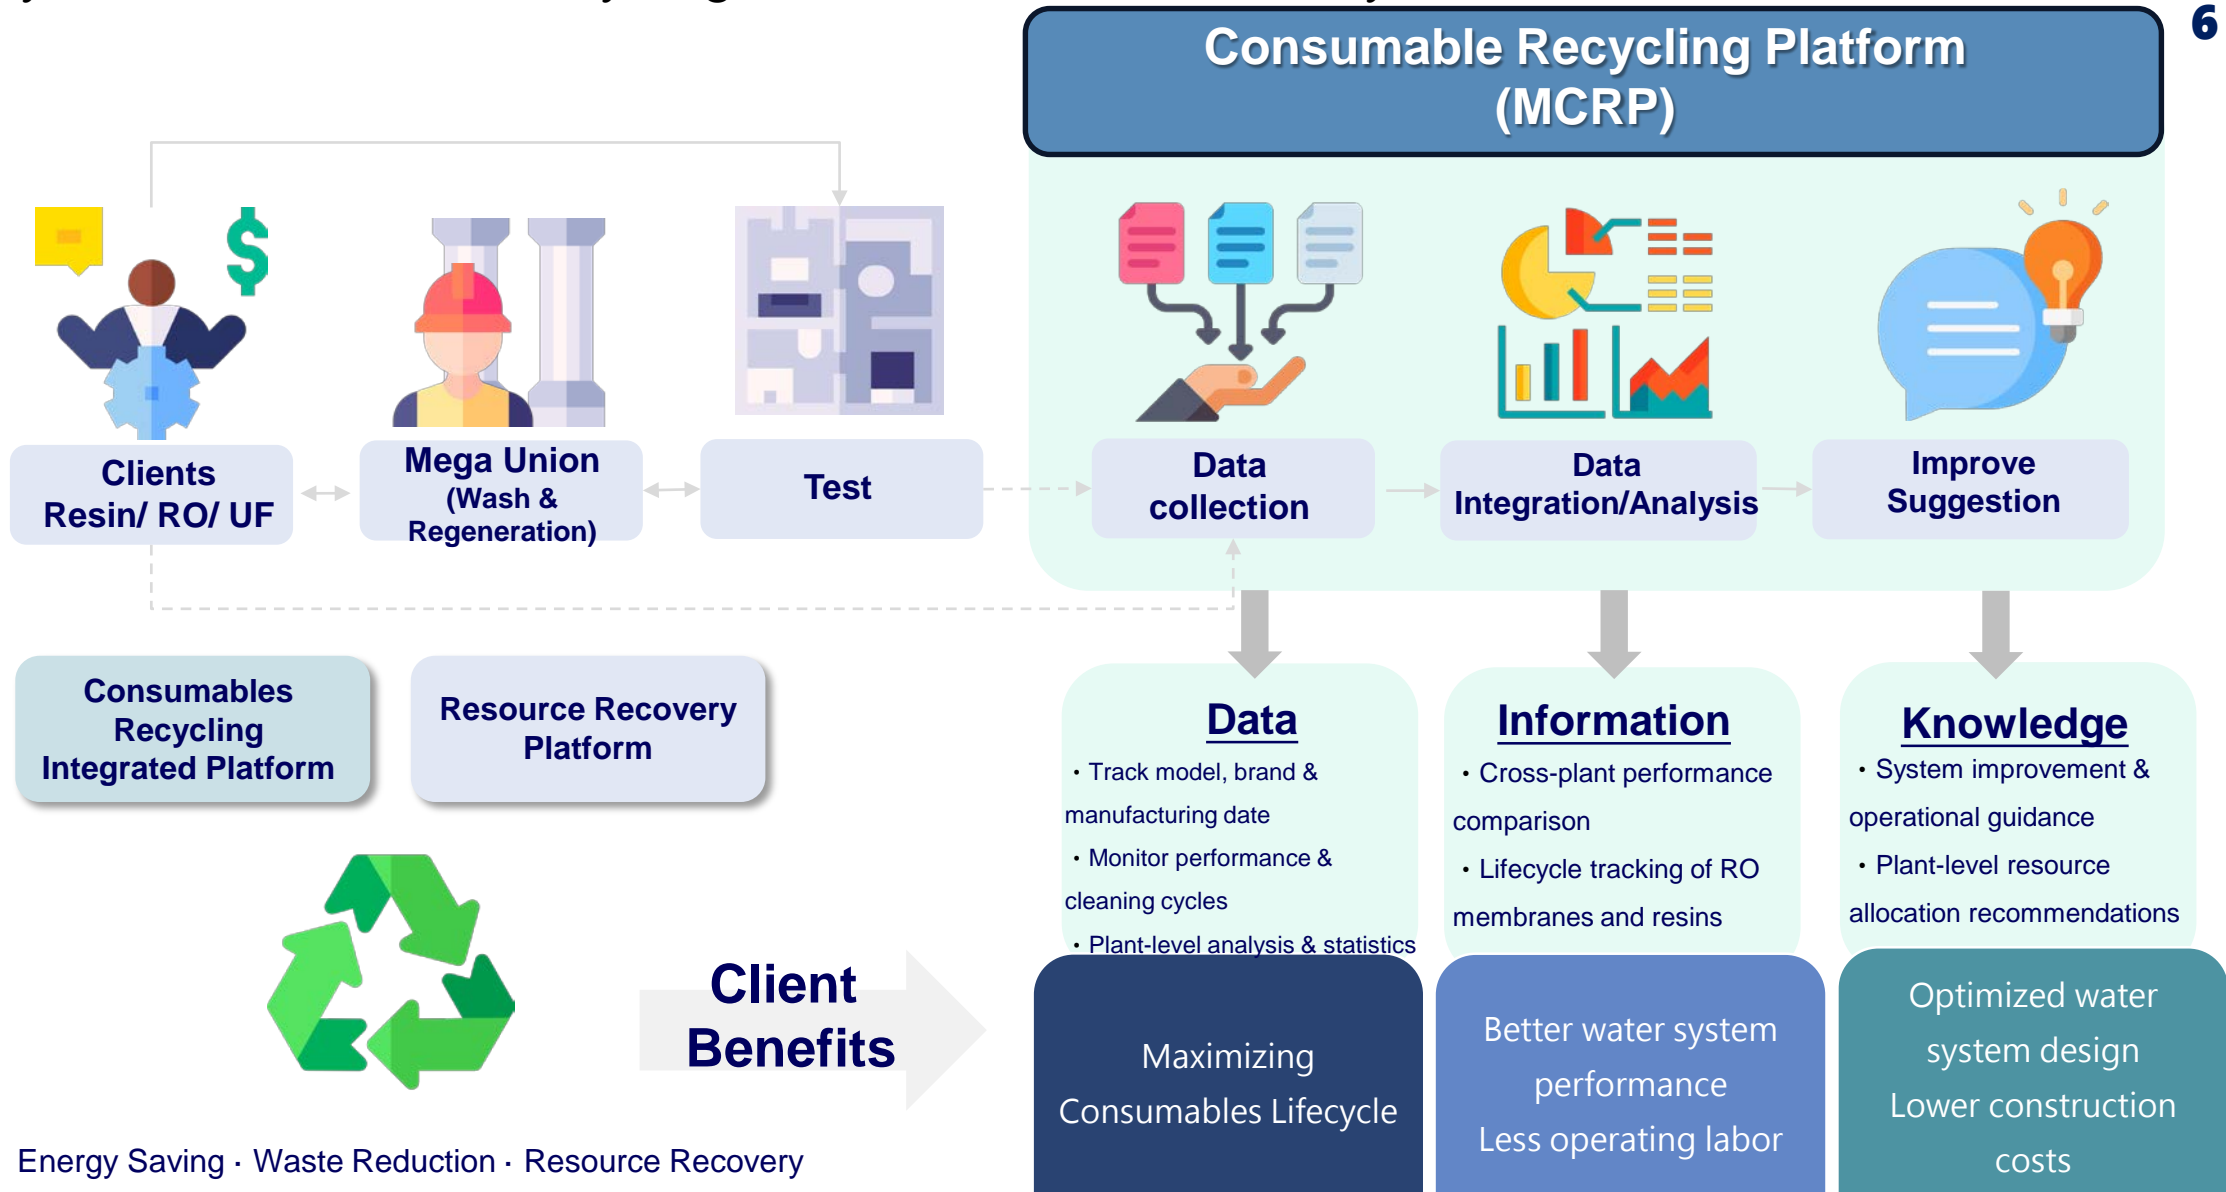 Consumable Recycling Platform
(MCRP)
6
Clients
Resin/ RO/ UF
Mega Union
(Wash &
Regeneration)
Test
Data
collection
Data
Integration/Analysis
Improve
Suggestion
Consumables
Recycling
Integrated Platform
Resource Recovery
Platform
Data
・Track model, brand &
manufacturing date
・Monitor performance &
cleaning cycles
・Plant-level analysis & statistics
Information
・Cross-plant performance
comparison
・Lifecycle tracking of RO
membranes and resins
Knowledge
・System improvement &
operational guidance
・Plant-level resource
allocation recommendations
Client
Benefits
Maximizing
Consumables Lifecycle
Better water system
performance
Less operating labor
Optimized water
system design
Lower construction
costs
Energy Saving · Waste Reduction · Resource Recovery